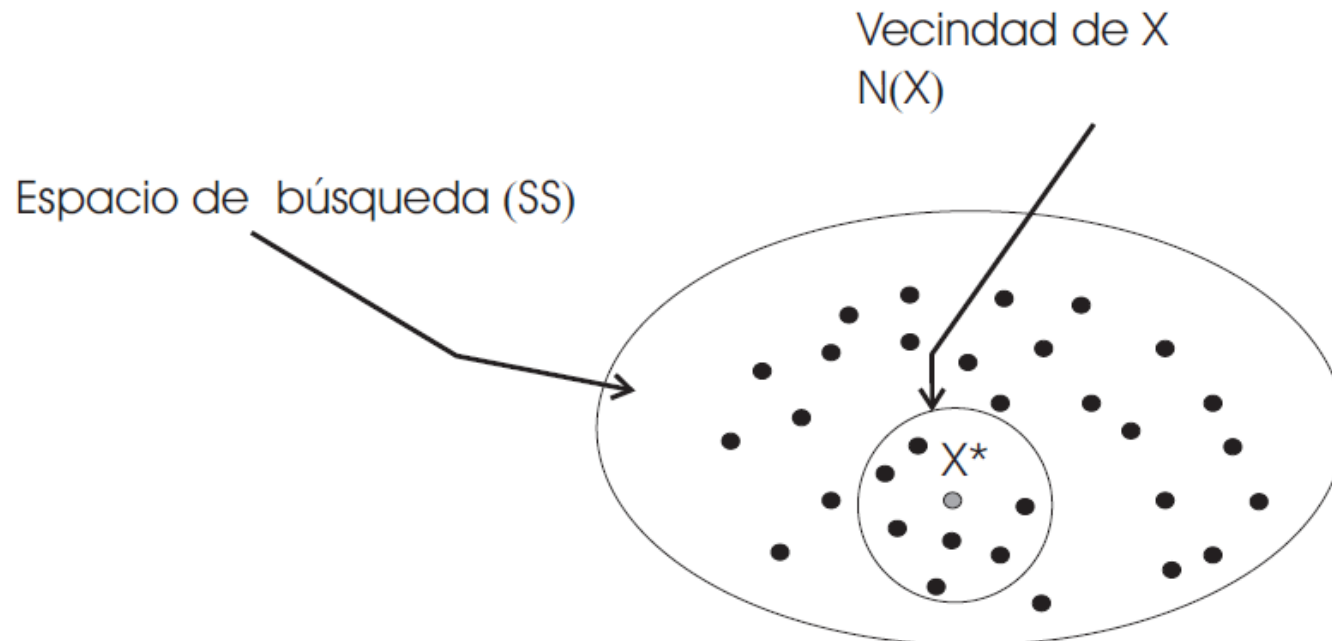 Vecindad de X
N(X)
Espacio de búsqueda (SS)
X*